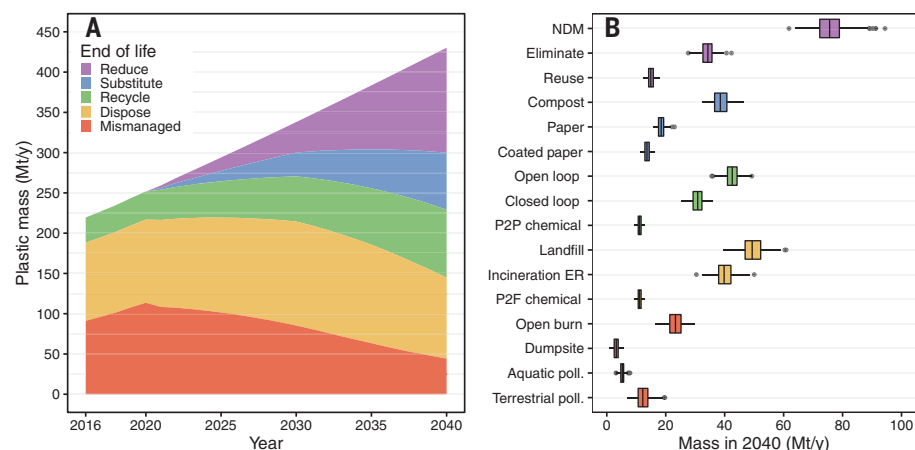 A
End of life
Reduce
Substitute
Recycle
Dispose
Mismanaged
Plastic mass (Mt/y)
450
400
350
300
250
200
150
100
50
0
2016 2020 2025 2030 2035 2040
Year
B
NDM
Eliminate
Reuse
Compost
Paper
Coated paper
Open loop
Closed loop
P2P chemical
Landfill
Incineration ER
P2F chemical
Open burn
Dumpsite
Aquatic poll.
Terrestrial poll.
0 20 40 60 80 100
Mass in 2040 (Mt/y)